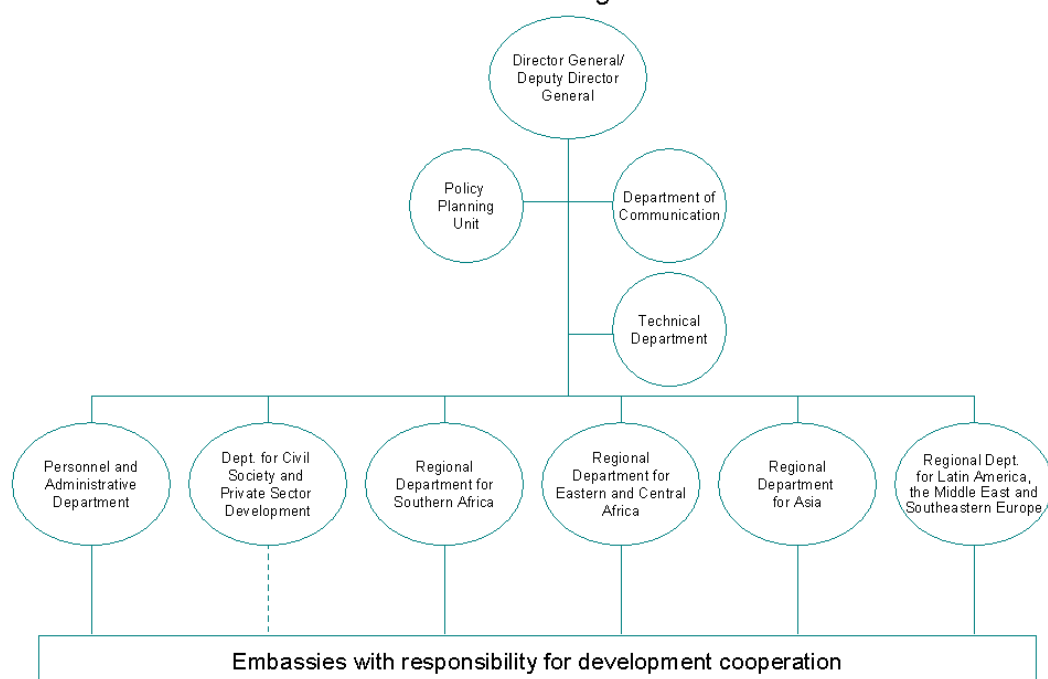 Director General/
Deputy Director
General
Policy
Planning
Unit
Department of
Communication
Technical
Department
Personnel and
Administrative
Department
Dept. for Civil
Society and
Private Sector
Development
Regional
Department for
Southern Africa
Regional
Department for
Eastern and Central
Africa
Regional
Department
for Asia
Regional Dept.
for Latin America,
the Middle East and
Southeastern Europe
Embassies with responsibility for development cooperation